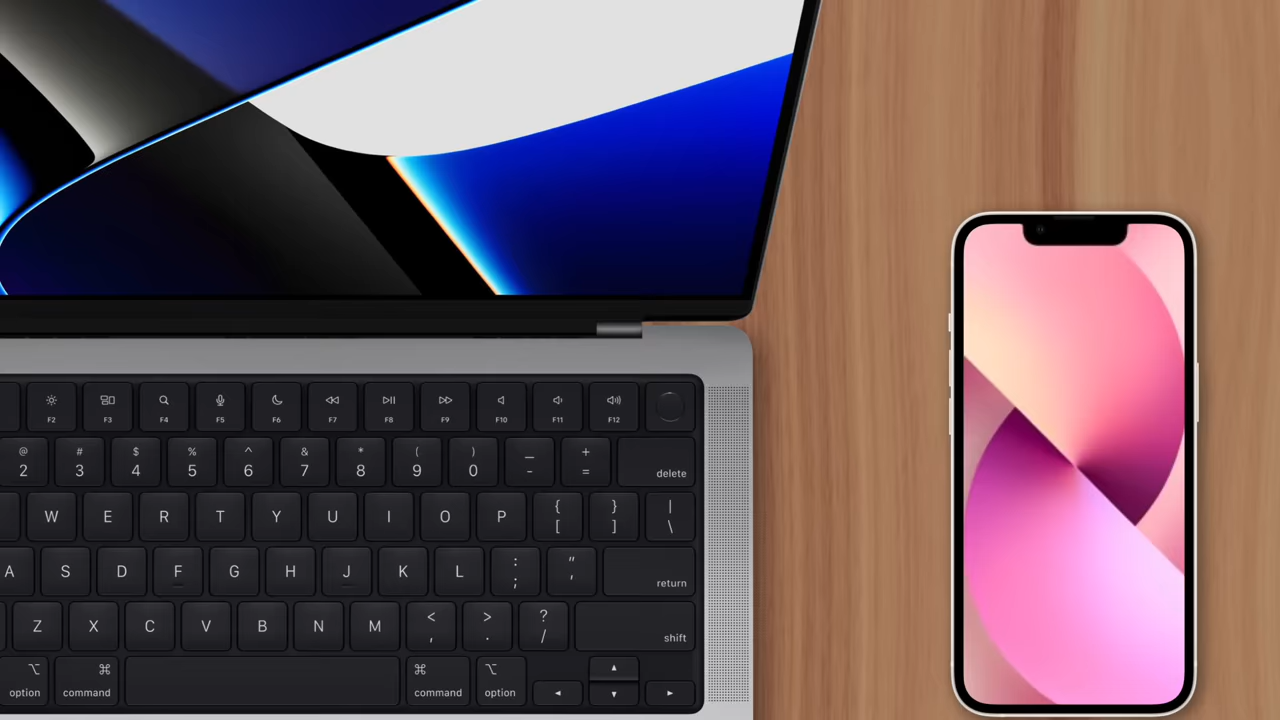 F2 F3 F4 F5 F6 F7 F8 F9 F10 F11 F12
@ # $ % ^ & * ( ) — +
2 3 4 5 6 7 8 9 0 - =
delete
W E R T Y U I O P { } |
[ ] \
A S D F G H J K L : "
; '
return
Z X C V B N M < > ?
, . /
shift
option command command option